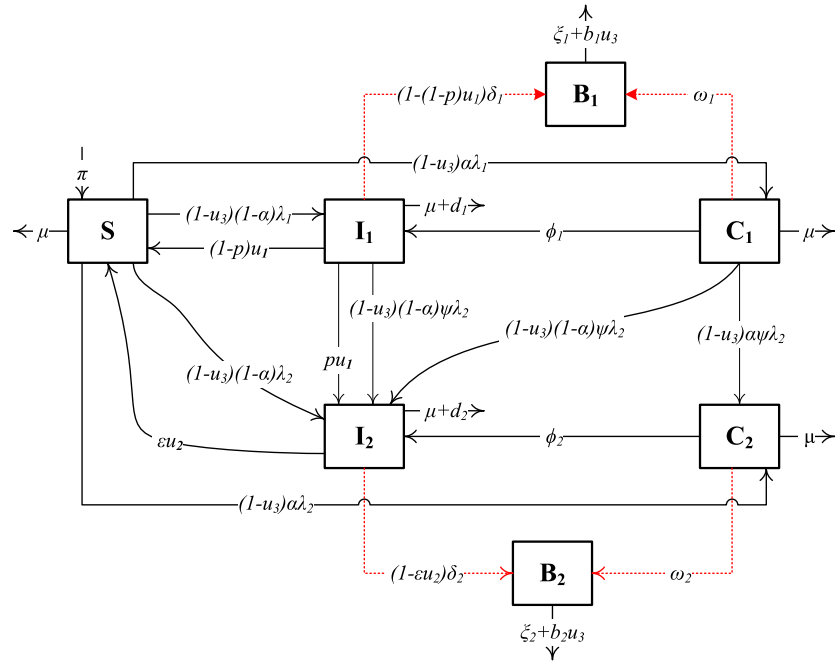 ξ₁+b₁u₃
(1-(1-p)u₁)δ₁
B₁
ω₁
(1-u₃)αλ₁
π
μ
S
(1-u₃)(1-α)λ₁
I₁
μ+d₁
ϕ₁
C₁
μ
(1-p)u₁
(1-u₃)(1-α)ψλ₂
(1-u₃)(1-α)ψλ₂
(1-u₃)αψλ₂
pu₁
(1-u₃)(1-α)λ₂
μ+d₂
εu₂
I₂
ϕ₂
C₂
μ
(1-u₃)αλ₂
(1-εu₂)δ₂
B₂
ω₂
ξ₂+b₂u₃